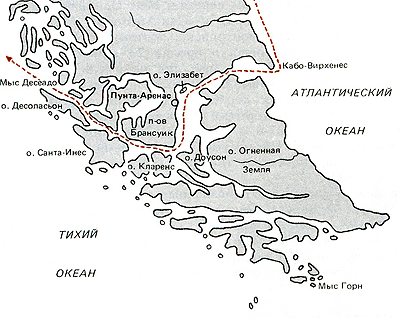 Кабо-Вирхенес
о. Элизабет
Мыс Десеадо
Пунта-Аренас
АТЛАНТИЧЕСКИЙ
ОКЕАН
о. Десопасьон
п-ов
Брансуик
о. Санта-Инес
о. Доусон
о. Огненная
Земля
о. Кларенс
ТИХИЙ
ОКЕАН
Мыс Горн